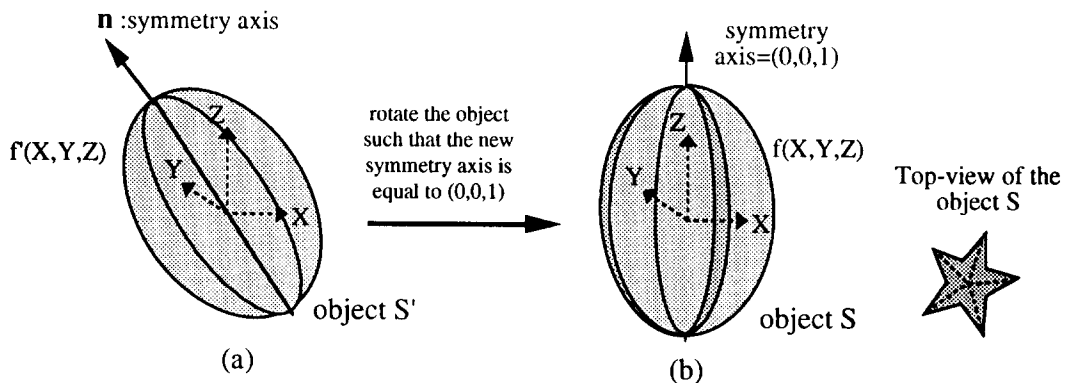 n :symmetry axis
f'(X,Y,Z)
Z
Y
X
object S'
(a)
rotate the object
such that the new
symmetry axis is
equal to (0,0,1)
symmetry
axis=(0,0,1)
Z
Y
X
f(X,Y,Z)
object S
(b)
Top-view of the
object S